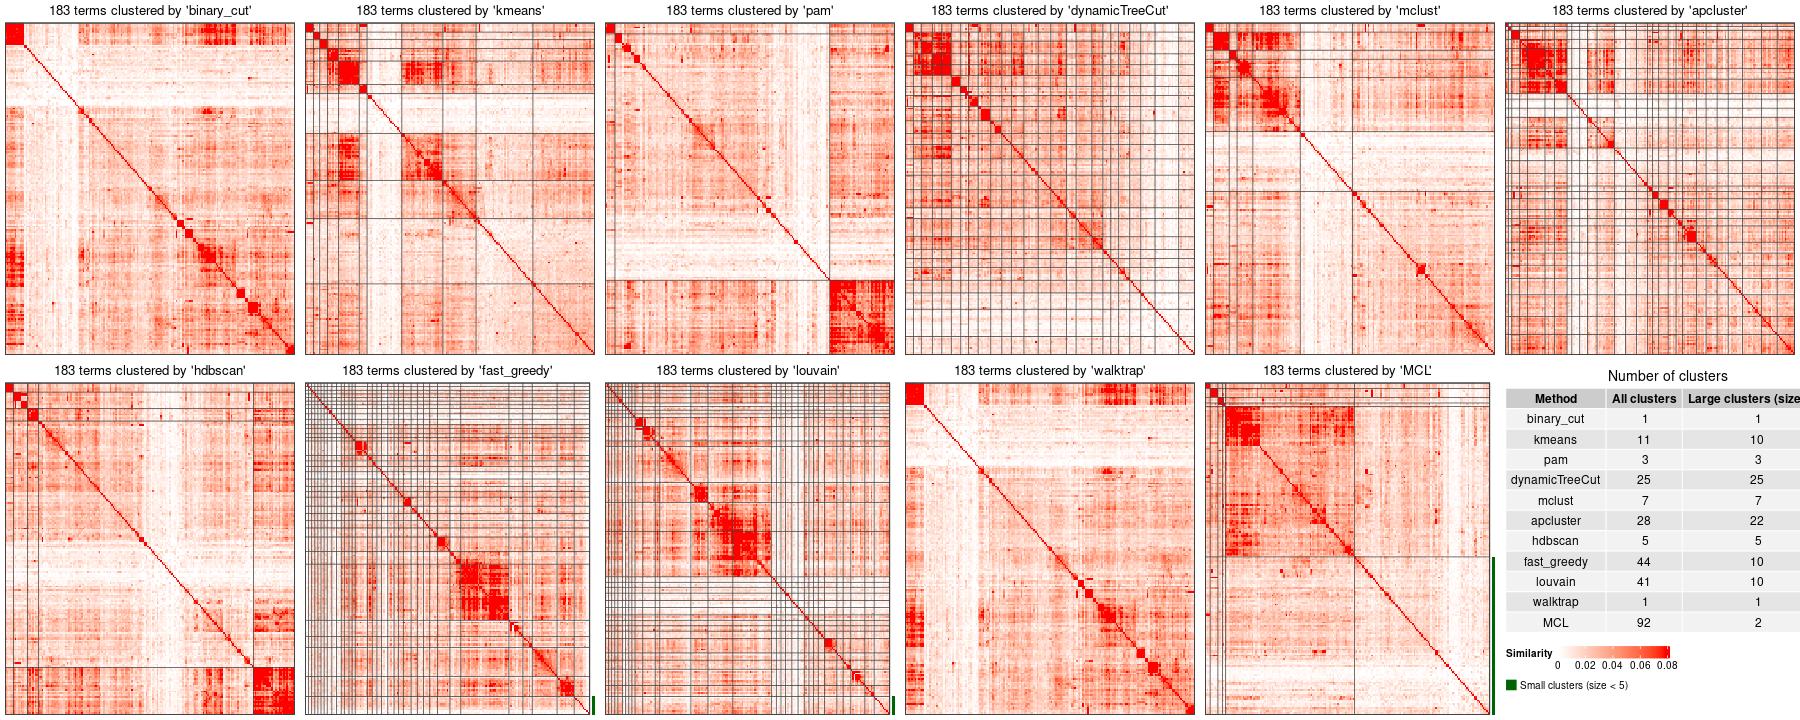 183 terms clustered by 'binary_cut'
183 terms clustered by 'kmeans'
183 terms clustered by 'pam'
183 terms clustered by 'dynamicTreeCut'
183 terms clustered by 'mclust'
183 terms clustered by 'apcluster'
183 terms clustered by 'hdbscan'
183 terms clustered by 'fast_greedy'
183 terms clustered by 'louvain'
183 terms clustered by 'walktrap'
183 terms clustered by 'MCL'
Number of clusters
Method All clusters Large clusters (size
binary_cut 1 1
kmeans 11 10
pam 3 3
dynamicTreeCut 25 25
mclust 7 7
apcluster 28 22
hdbscan 5 5
fast_greedy 44 10
louvain 41 10
walktrap 1 1
MCL 92 2
Similarity
0 0.02 0.04 0.06 0.08
Small clusters (size < 5)